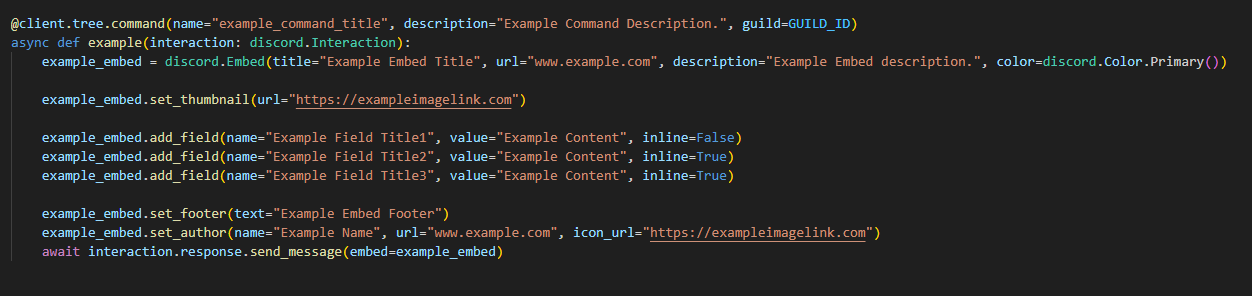 @client.tree.command(name="example_command_title", description="Example Command Description.", guild=GUILD_ID)
async def example(interaction: discord.Interaction):
    example_embed = discord.Embed(title="Example Embed Title", url="www.example.com", description="Example Embed description.", color=discord.Color.Primary())
    example_embed.set_thumbnail(url="https://exampleimagelink.com")
    example_embed.add_field(name="Example Field Title1", value="Example Content", inline=False)
    example_embed.add_field(name="Example Field Title2", value="Example Content", inline=True)
    example_embed.add_field(name="Example Field Title3", value="Example Content", inline=True)
    example_embed.set_footer(text="Example Embed Footer")
    example_embed.set_author(name="Example Name", url="www.example.com", icon_url="https://exampleimagelink.com")
    await interaction.response.send_message(embed=example_embed)